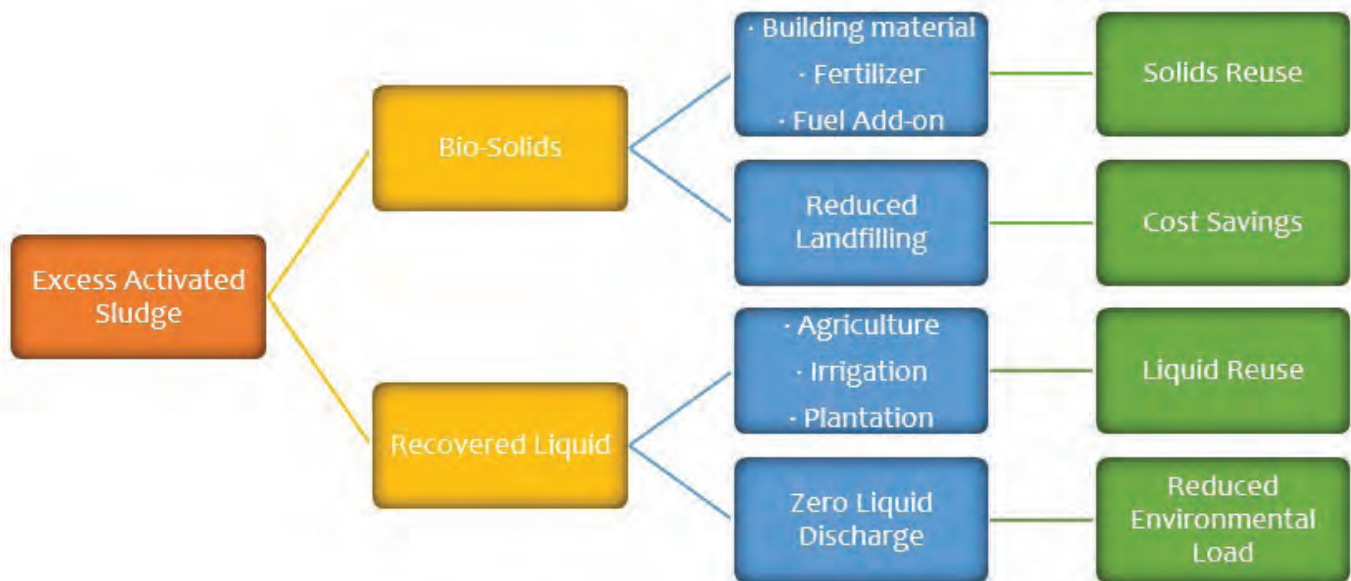 Excess Activated
Sludge
Bio-Solids
Recovered Liquid
· Building material
· Fertilizer
· Fuel Add-on
Reduced
Landfilling
· Agriculture
· Irrigation
· Plantation
Zero Liquid
Discharge
Solids Reuse
Cost Savings
Liquid Reuse
Reduced
Environmental
Load